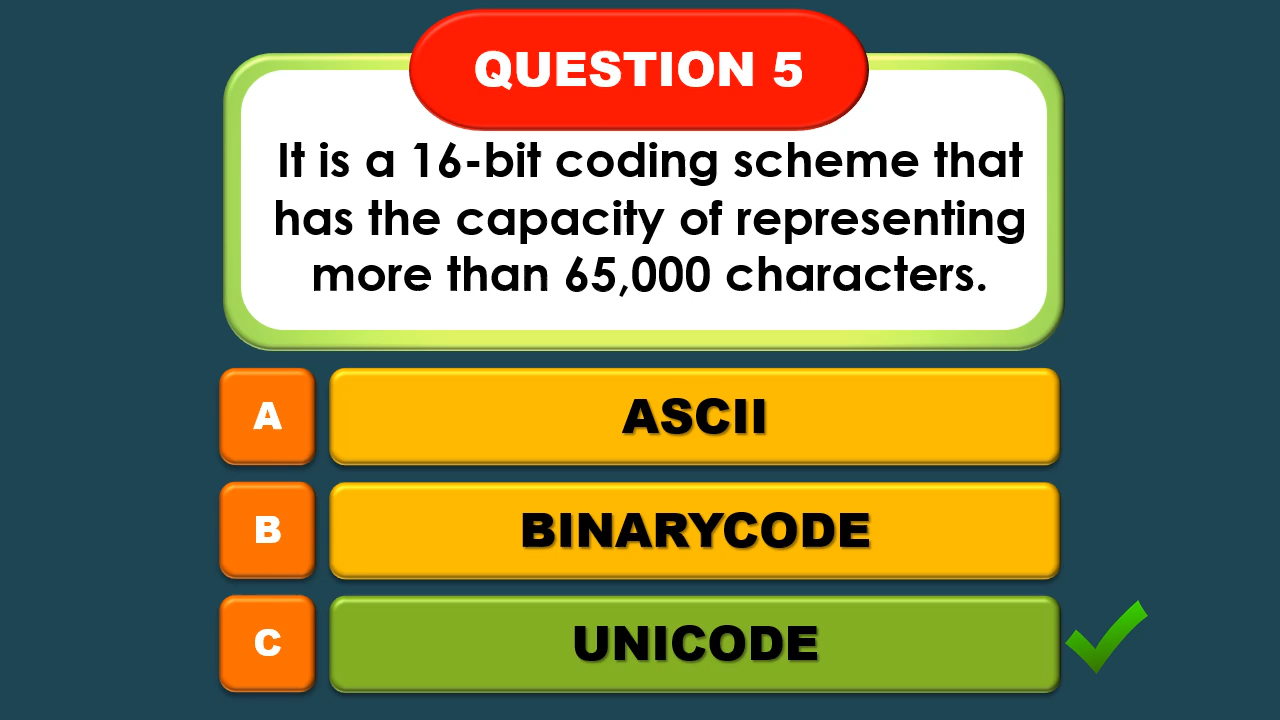 QUESTION 5
It is a 16-bit coding scheme that
has the capacity of representing
more than 65,000 characters.
A
ASCII
B
BINARYCODE
C
UNICODE